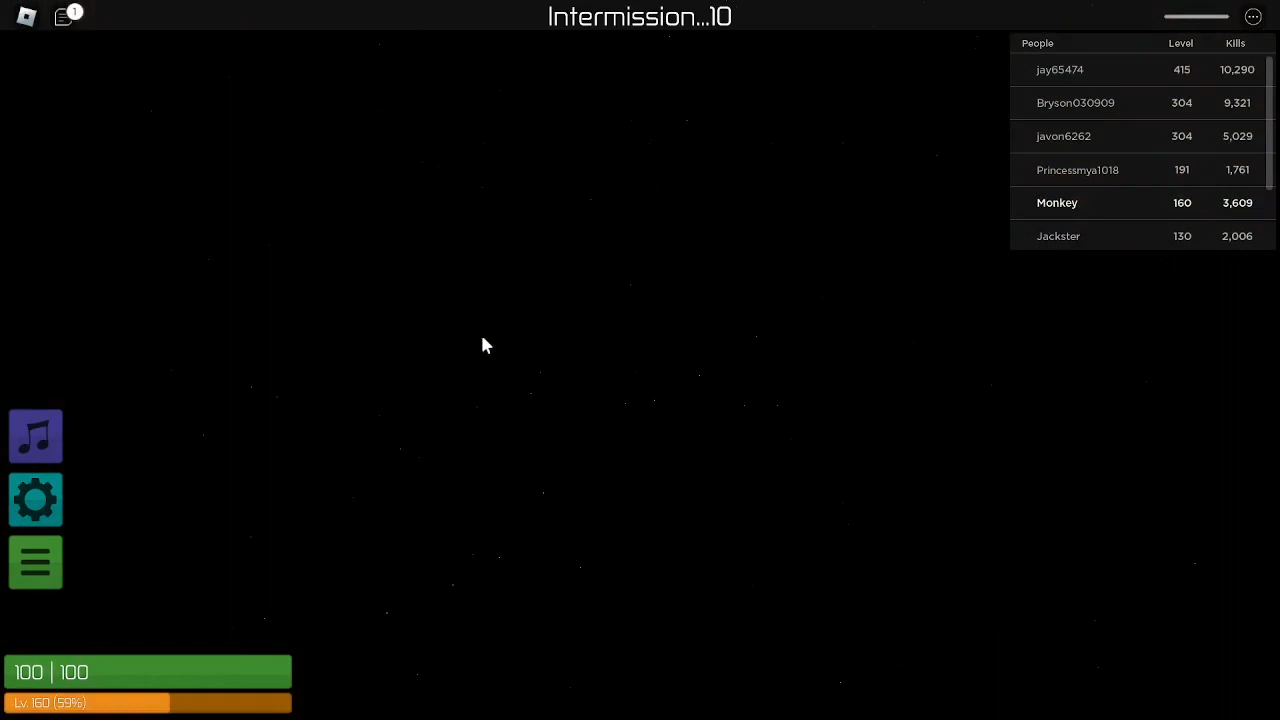 1
Intermission...10
People Level Kills
jay65474 415 10,290
Bryson030909 304 9,321
javon6262 304 5,029
Princessmya1018 191 1,761
Monkey 160 3,609
Jackster 130 2,006
100 | 100
Lv. 160 (59%)